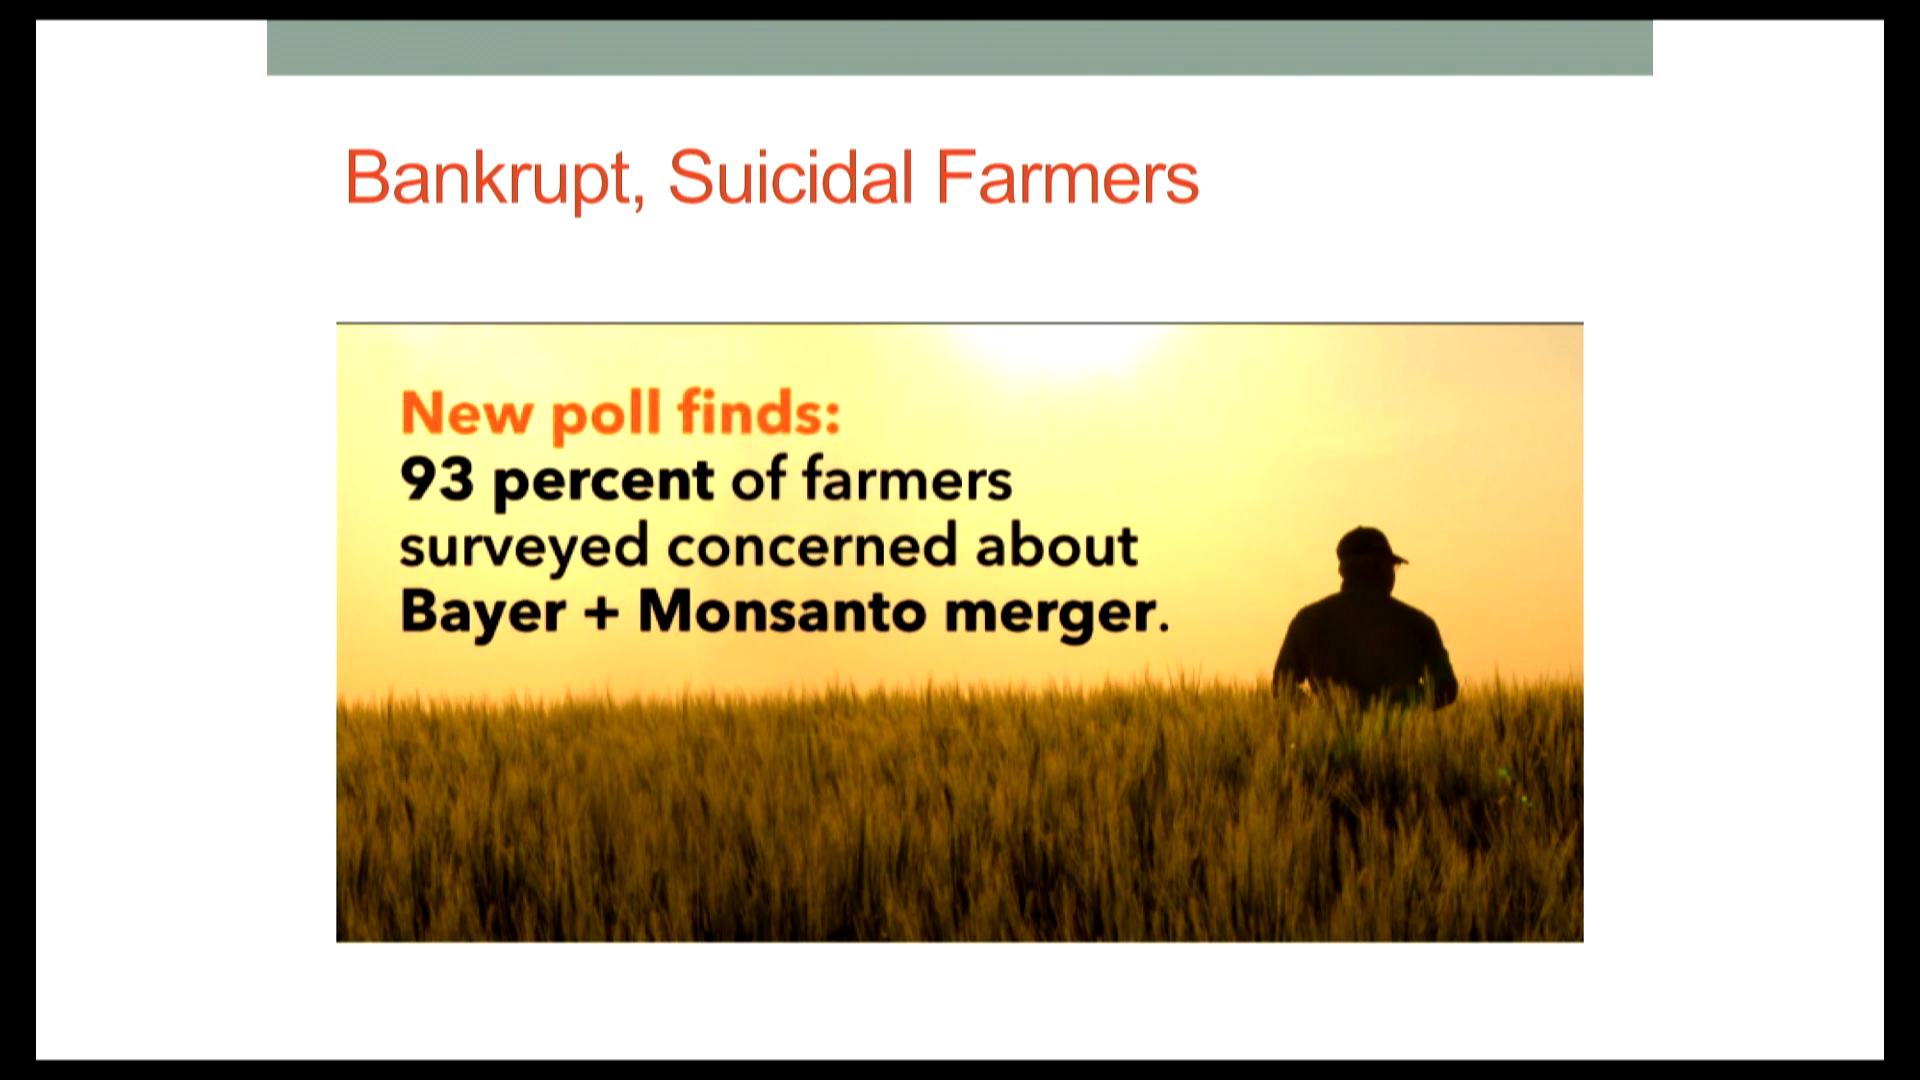 Bankrupt, Suicidal Farmers
New poll finds:
93 percent of farmers
surveyed concerned about
Bayer + Monsanto merger.